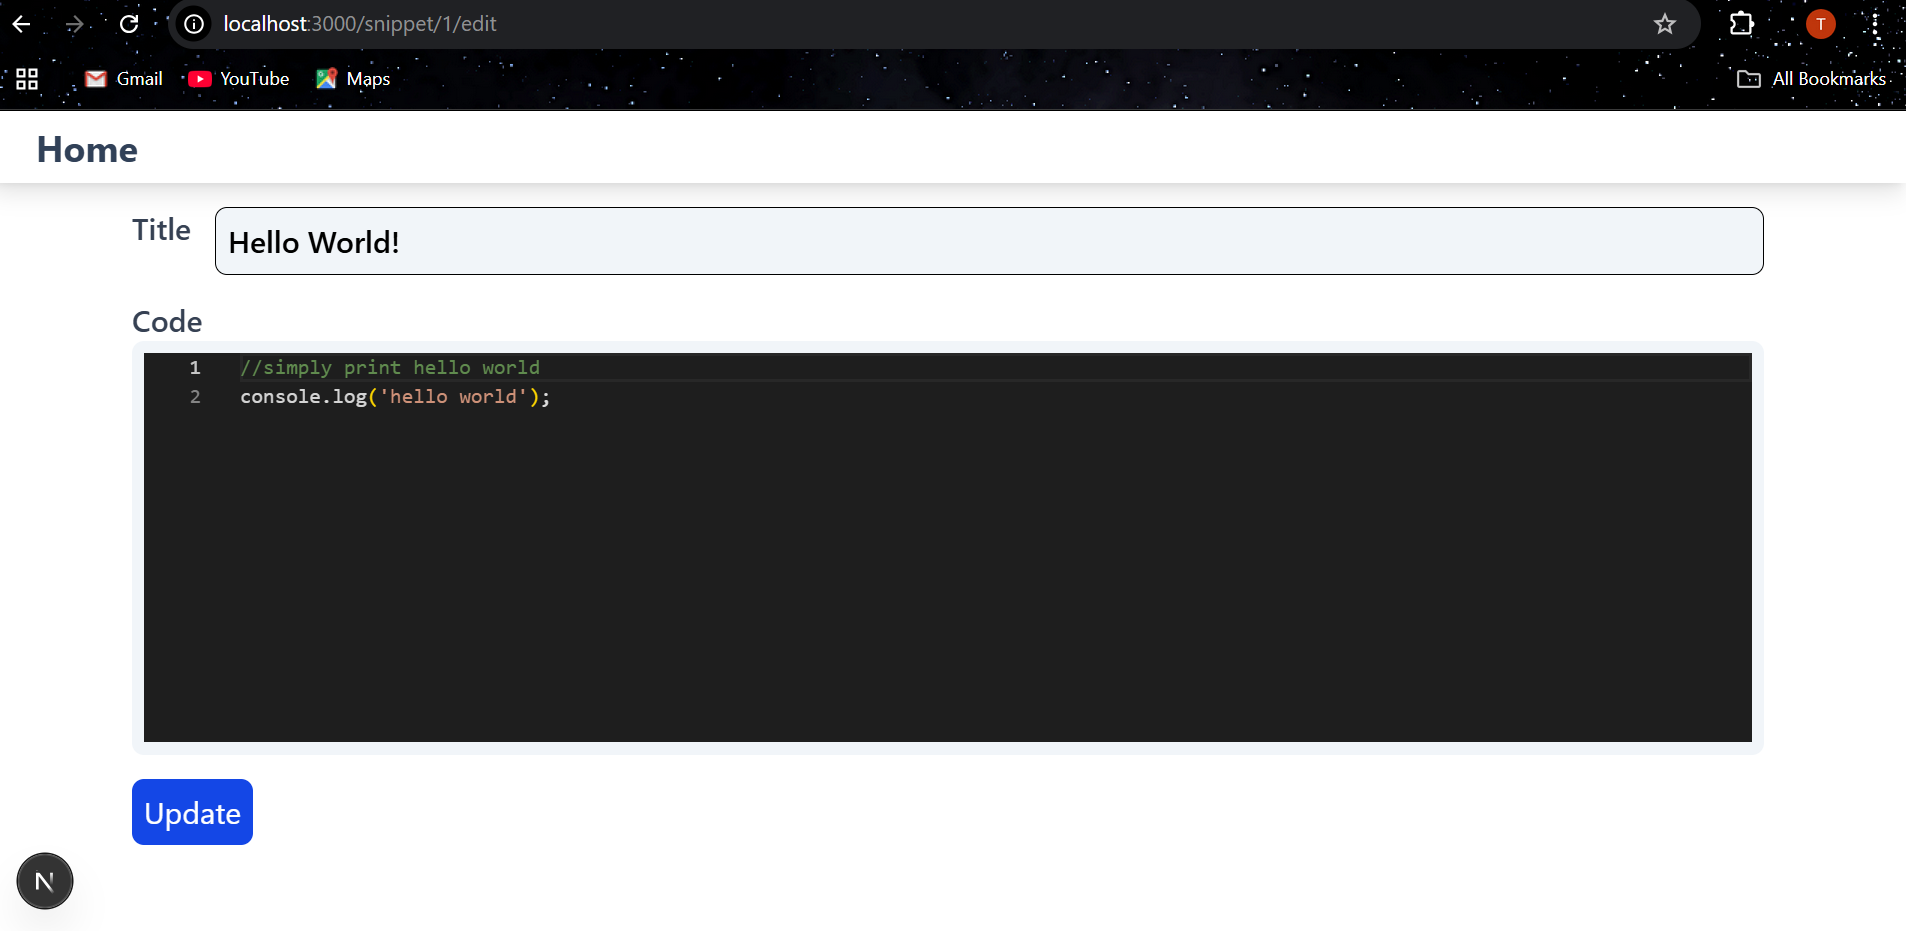 localhost:3000/snippet/1/edit
T
Gmail YouTube Maps All Bookmarks
Home
Title Hello World!
Code
1 //simply print hello world
2 console.log('hello world');
Update
N